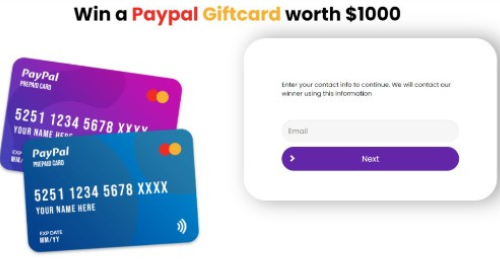 Win a Paypal Giftcard worth $1000
Enter your contact info to continue. We will contact our
winner using this information
Email
Next
PayPal
PREPAID CARD
5251 1234 5678 XXXX
YOUR NAME HERE
EXP DATE
MM/YY
PayPal
PREPAID CARD
5251 1234 5678 XXXX
YOUR NAME HERE
EXP DATE
MM/YY